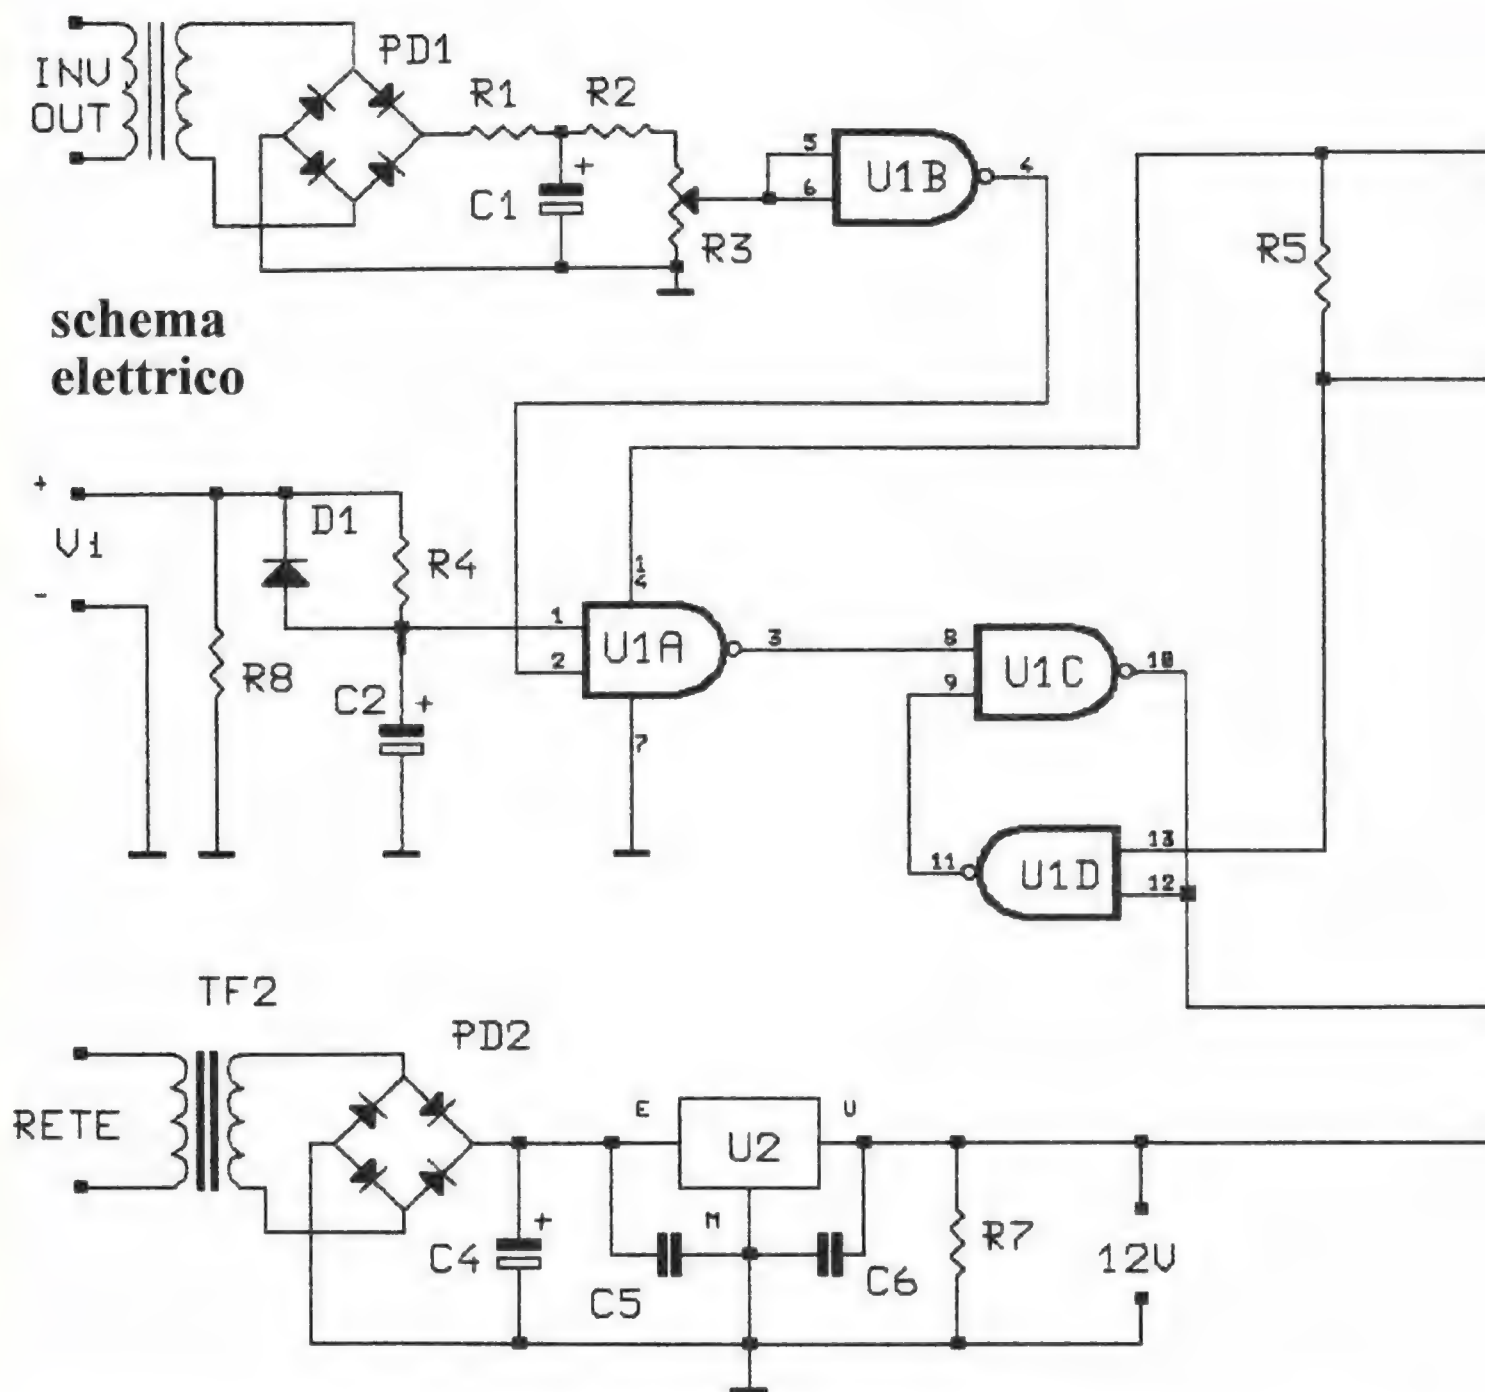 PD1
INV
OUT
R1
R2
+
C1
R3
5
6
U1B
4
R5
schema
elettrico
+
V1
-
D1
R4
R8
C2
+
1
4
1
2
U1A
3
7
8
9
U1C
10
13
12
11
U1D
TF2
PD2
RETE
E
U
U2
M
+
C4
C5
C6
R7
12V